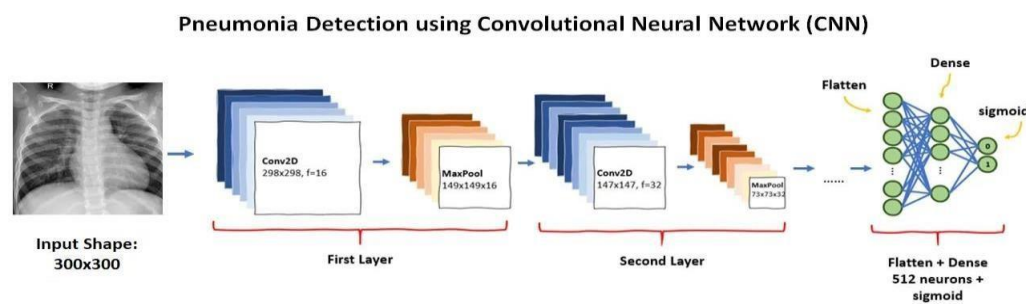 Pneumonia Detection using Convolutional Neural Network (CNN)
R
Input Shape:
300x300
Conv2D
298x298, f=16
MaxPool
149x149x16
First Layer
Conv2D
147x147, f=32
MaxPool
73x73x32
Second Layer
......
Flatten
Dense
sigmoid
0
1
Flatten + Dense
512 neurons +
sigmoid